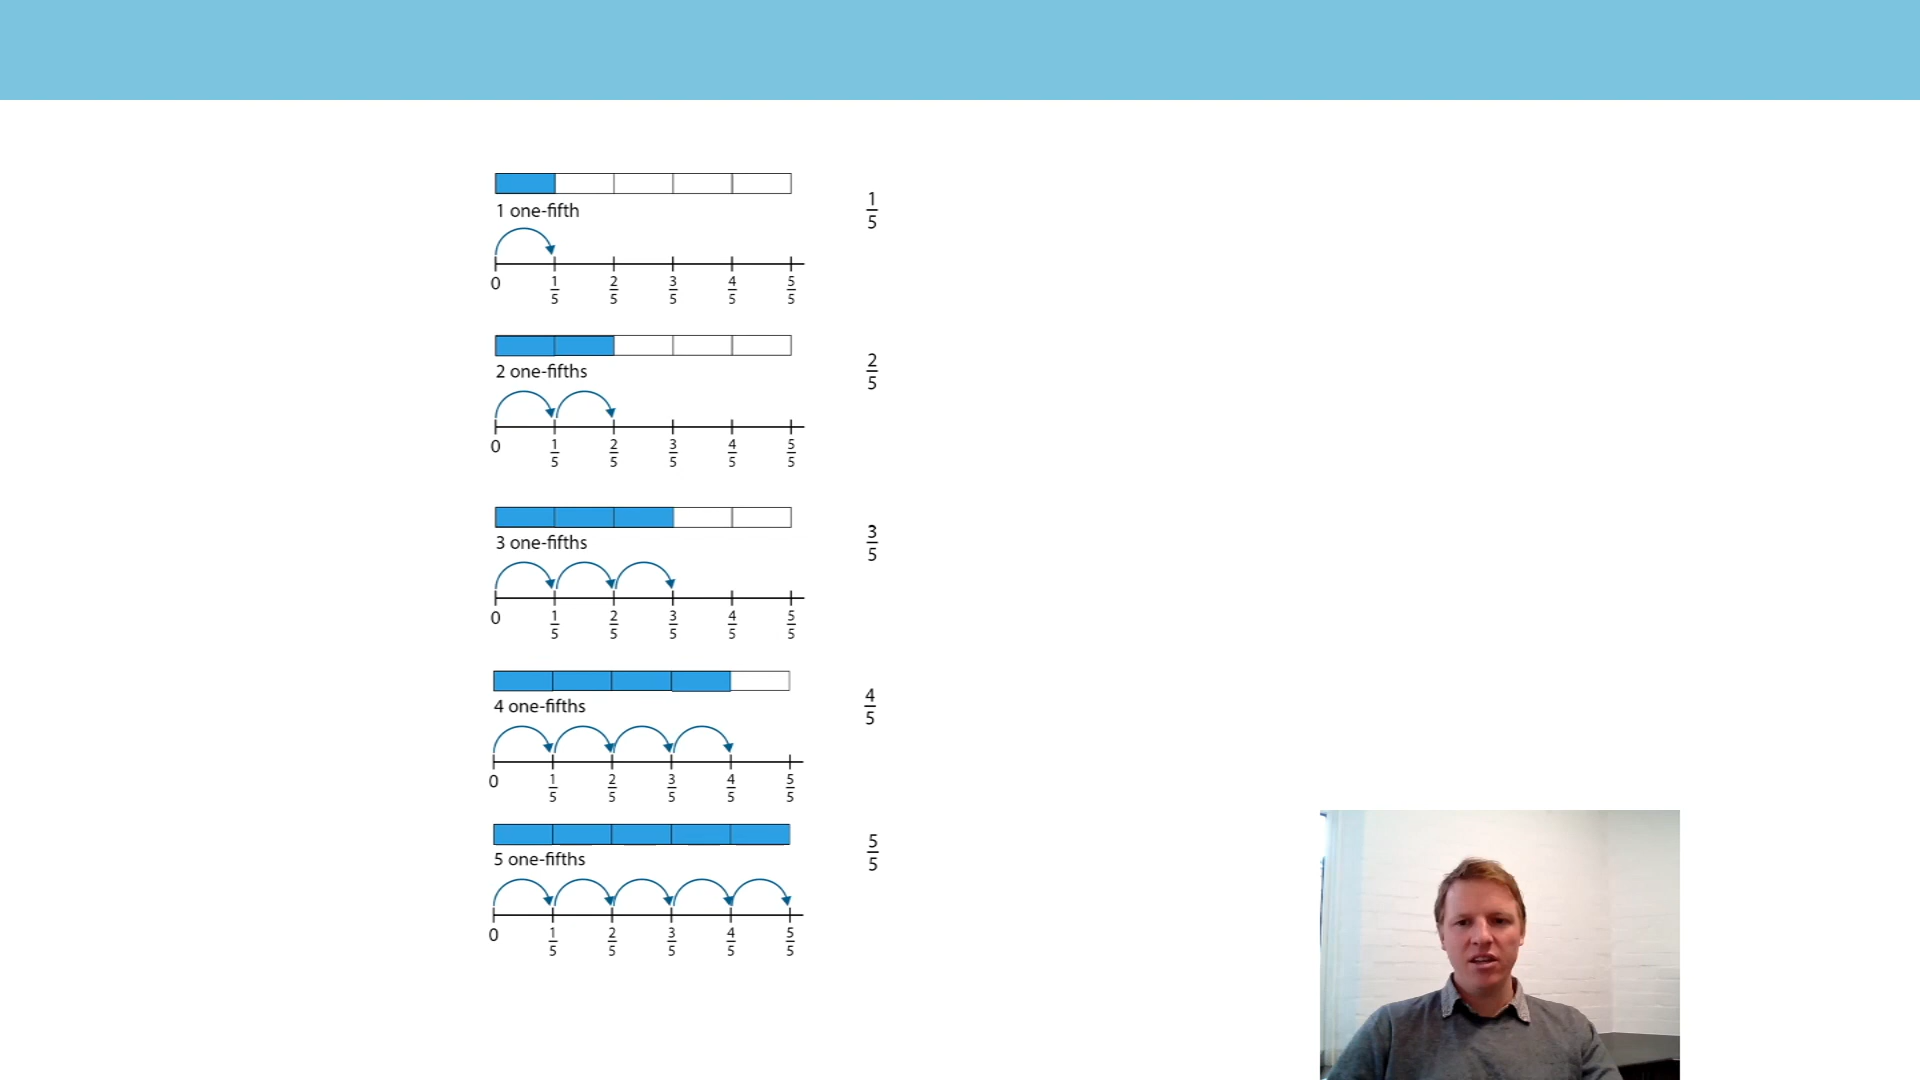 1 one-fifth
1/5
0 1/5 2/5 3/5 4/5 5/5
2 one-fifths
2/5
0 1/5 2/5 3/5 4/5 5/5
3 one-fifths
3/5
0 1/5 2/5 3/5 4/5 5/5
4 one-fifths
4/5
0 1/5 2/5 3/5 4/5 5/5
5 one-fifths
5/5
0 1/5 2/5 3/5 4/5 5/5